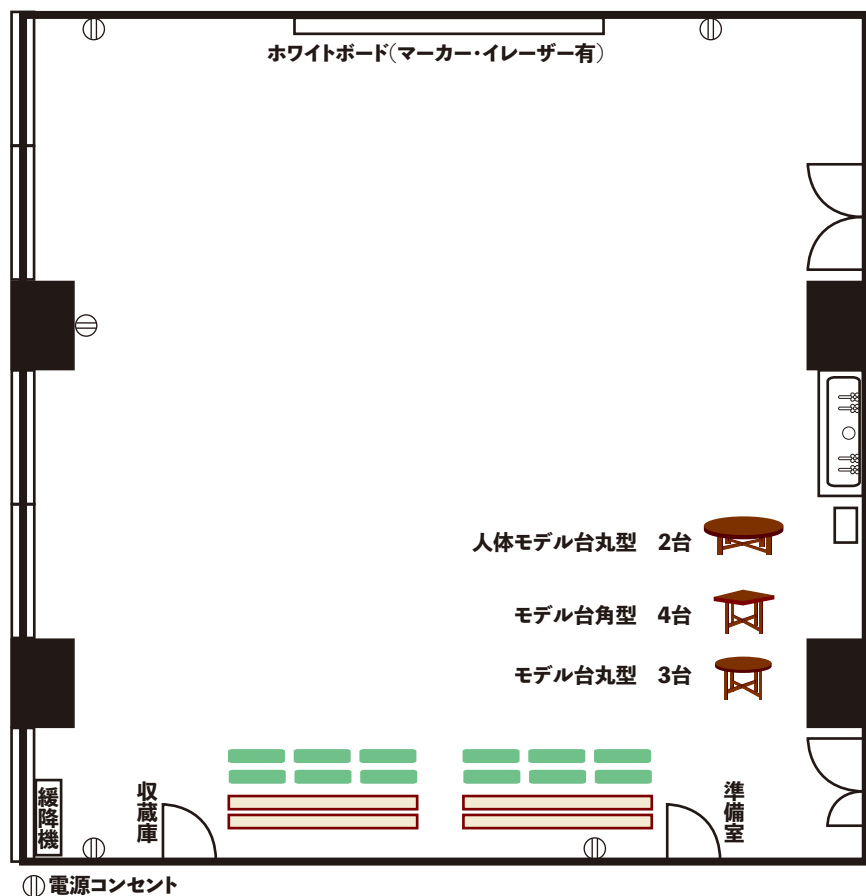 ホワイトボード（マーカー・イレーザー有）
人体モデル台丸型　2台
モデル台角型　4台
モデル台丸型　3台
緩降機
収蔵庫
準備室
電源コンセント